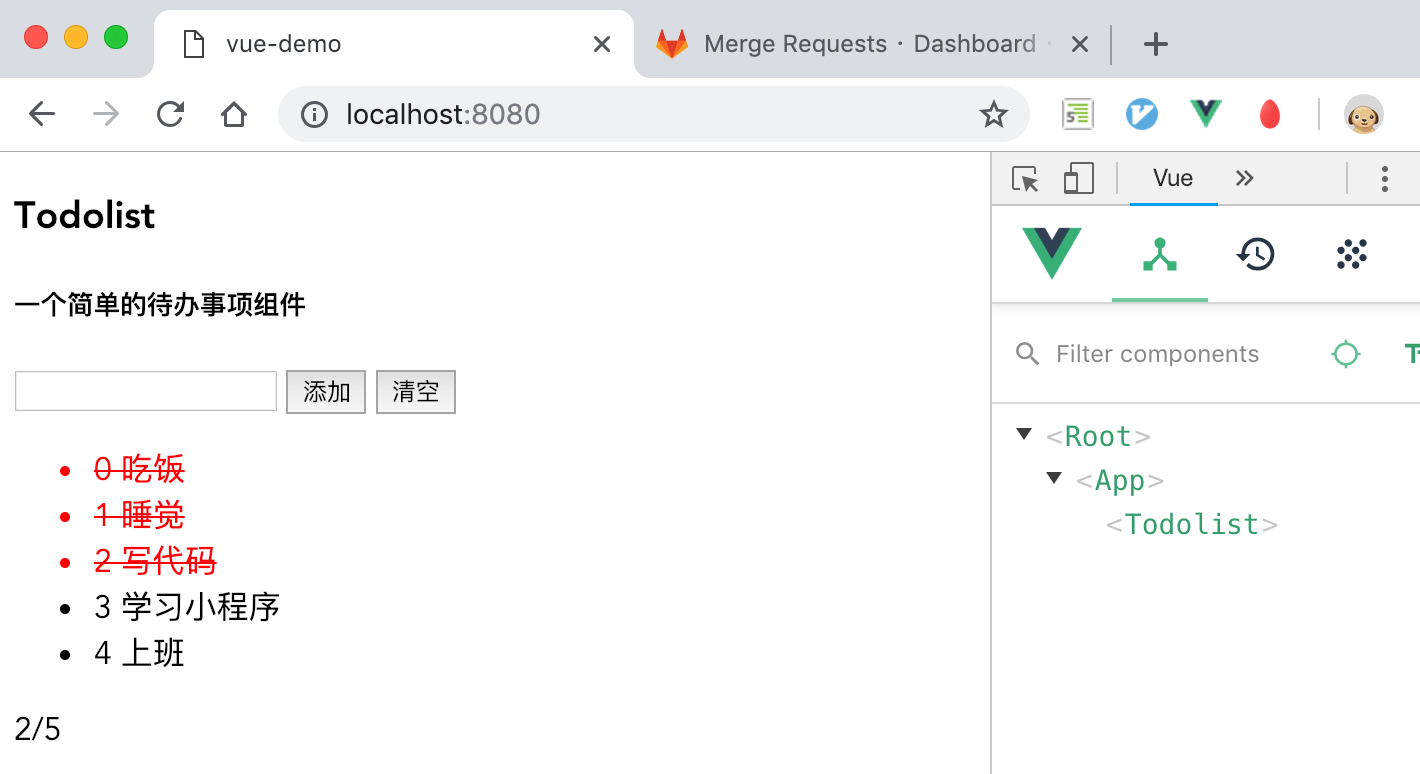 vue-demo
Merge Requests · Dashboard ·
localhost:8080
Vue
Todolist
一个简单的待办事项组件
添加 清空
0 吃饭
1 睡觉
2 写代码
3 学习小程序
4 上班
2/5
Filter components
<Root>
<App>
<Todolist>